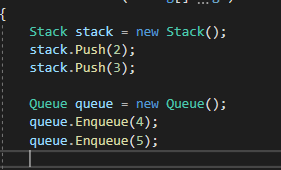 {
Stack stack = new Stack();
stack.Push(2);
stack.Push(3);
Queue queue = new Queue();
queue.Enqueue(4);
queue.Enqueue(5);